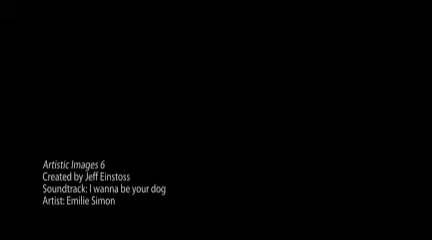 Artistic Images 6
Created by Jeff Einstoss
Soundtrack: I wanna be your dog
Artist: Emilie Simon